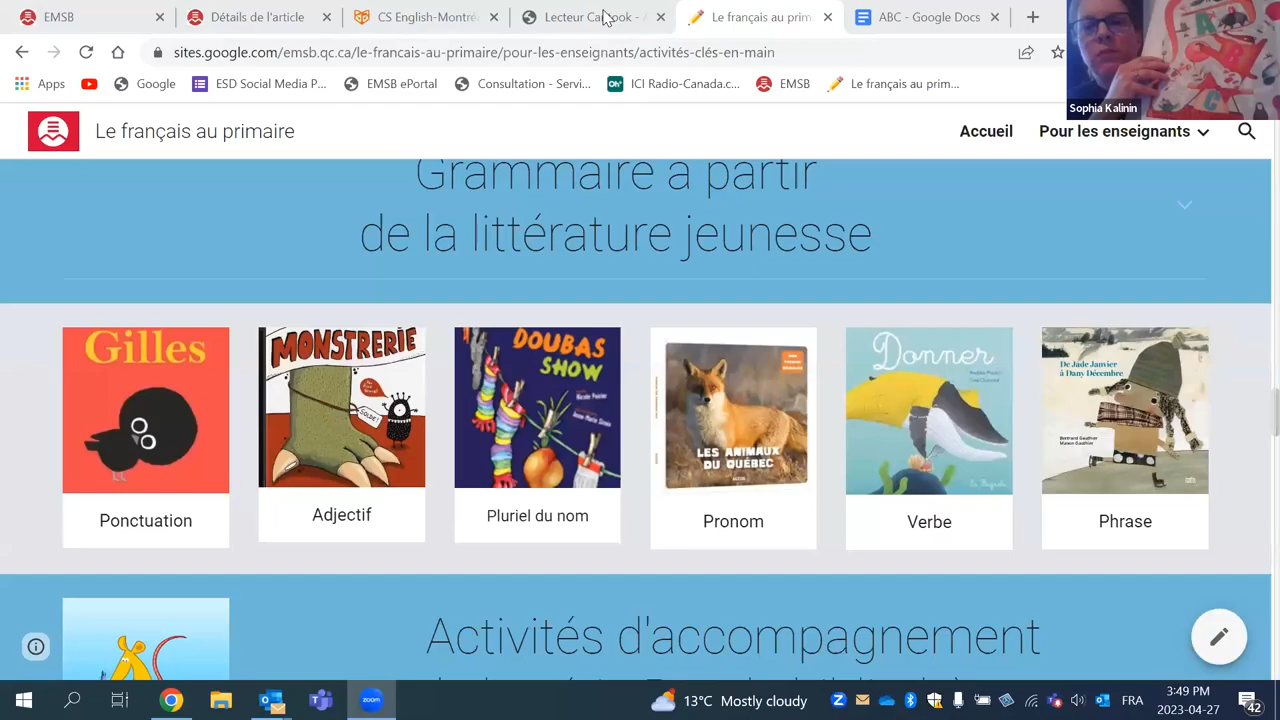 EMSB
Détails de l'article
CS English-Montré
Lecteur Cantook - A
Le français au prim
ABC - Google Docs
sites.google.com/emsb.qc.ca/le-francais-au-primaire/pour-les-enseignants/activités-clés-en-main
Apps
Google
ESD Social Media P...
EMSB ePortal
Consultation - Servi...
Oh
ICI Radio-Canada.c...
EMSB
Le français au prim...
Sophia Kalinin
Le français au primaire
Accueil
Pour les enseignants
Grammaire à partir
de la littérature jeunesse
Gilles
Ponctuation
MONSTRERIE
SOLDE!
Adjectif
DOUBAS
SHOW
Pluriel du nom
LES ANIMAUX
DU QUÉBEC
Pronom
Donner
Verbe
De Jade Janvier
à Dany Décembre
Bertrand Gauthier
Phrase
Activités d'accompagnement
13°C Mostly cloudy
FRA
3:49 PM
2023-04-27
42